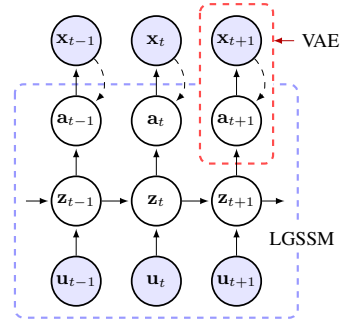 x_{t−1} x_t x_{t+1} VAE
a_{t−1} a_t a_{t+1}
z_{t−1} z_t z_{t+1}
LGSSM
u_{t−1} u_t u_{t+1}